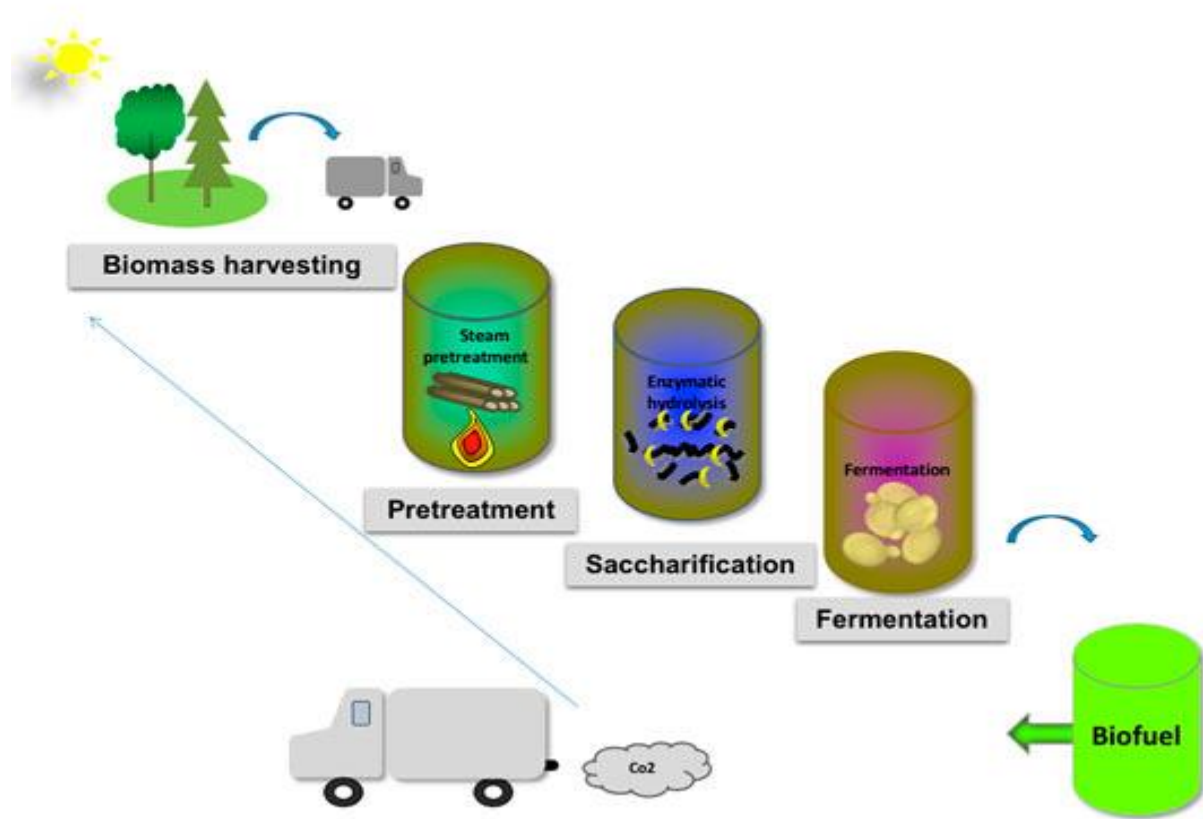 Biomass harvesting
Steam
pretreatment
Pretreatment
Enzymatic
hydrolysis
Saccharification
Fermentation
Fermentation
Biofuel
Co2